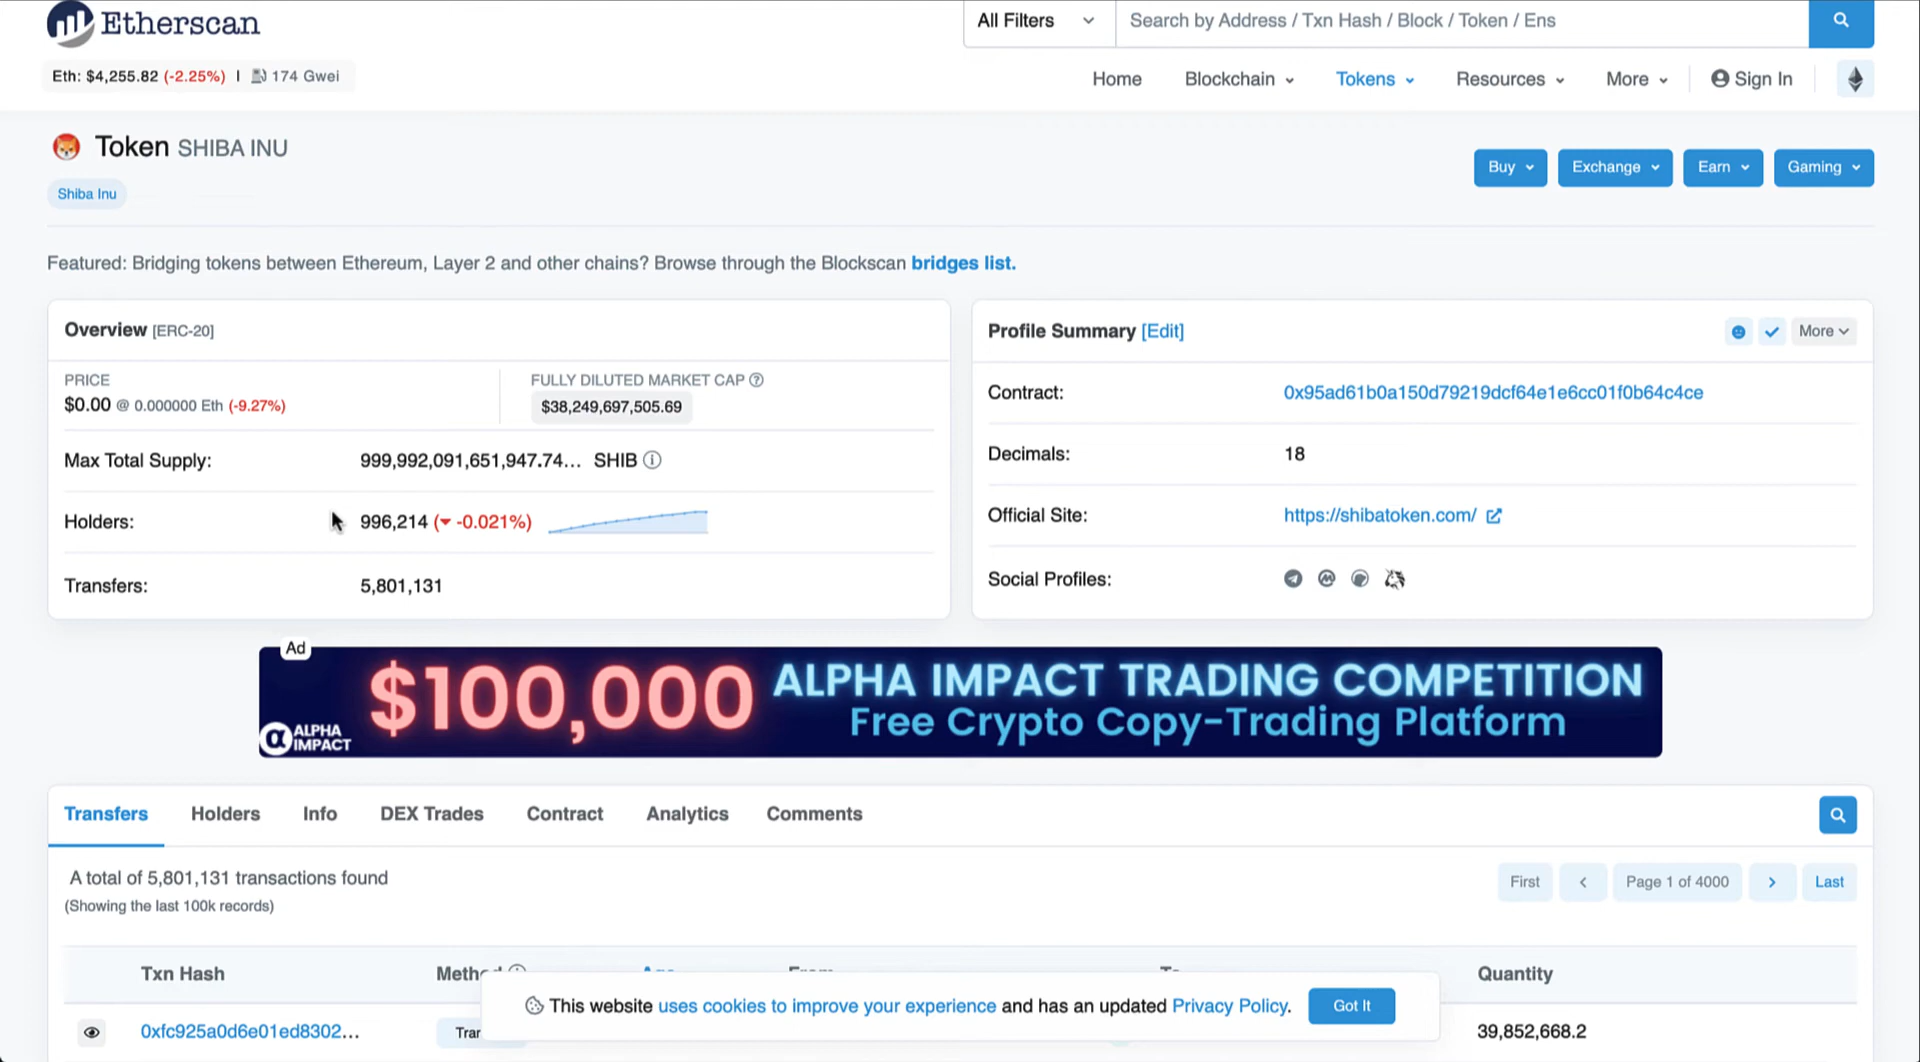 Etherscan
All Filters
Search by Address / Txn Hash / Block / Token / Ens
Eth: $4,255.82 (-2.25%) | 174 Gwei
Home Blockchain Tokens Resources More Sign In
Token SHIBA INU
Buy Exchange Earn Gaming
Shiba Inu
Featured: Bridging tokens between Ethereum, Layer 2 and other chains? Browse through the Blockscan bridges list.
Overview [ERC-20]
PRICE
$0.00 @ 0.000000 Eth (-9.27%)
FULLY DILUTED MARKET CAP
$38,249,697,505.69
Max Total Supply: 999,992,091,651,947.74... SHIB
Holders: 996,214 (-0.021%)
Transfers: 5,801,131
Profile Summary [Edit]
More
Contract: 0x95ad61b0a150d79219dcf64e1e6cc01f0b64c4ce
Decimals: 18
Official Site: https://shibatoken.com/
Social Profiles:
Ad
ALPHA IMPACT
$100,000
ALPHA IMPACT TRADING COMPETITION
Free Crypto Copy-Trading Platform
Transfers Holders Info DEX Trades Contract Analytics Comments
A total of 5,801,131 transactions found
(Showing the last 100k records)
First Page 1 of 4000 Last
Txn Hash Quantity
0xfc925a0d6e01ed8302... 39,852,668.2
This website uses cookies to improve your experience and has an updated Privacy Policy.
Got It